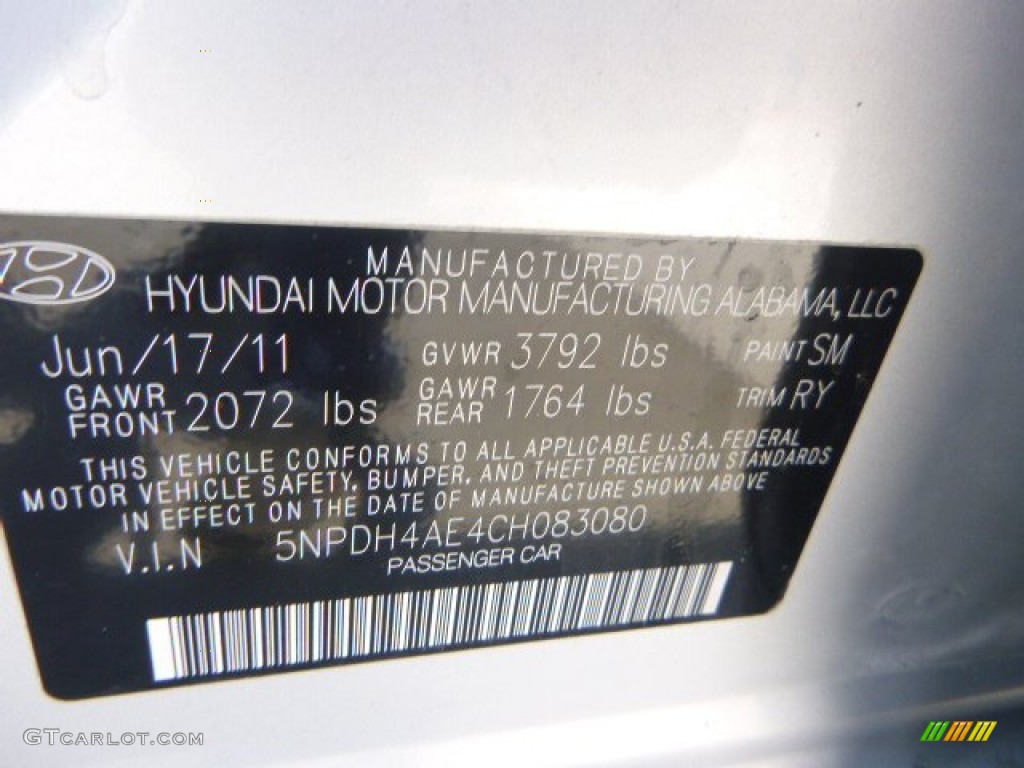 MANUFACTURED BY
HYUNDAI MOTOR MANUFACTURING ALABAMA, LLC
Jun/17/11 GVWR 3792 lbs PAINT SM
GAWR FRONT 2072 lbs GAWR REAR 1764 lbs TRIM RY
THIS VEHICLE CONFORMS TO ALL APPLICABLE U.S.A. FEDERAL
MOTOR VEHICLE SAFETY, BUMPER, AND THEFT PREVENTION STANDARDS
IN EFFECT ON THE DATE OF MANUFACTURE SHOWN ABOVE
V.I.N 5NPDH4AE4CH083080
PASSENGER CAR
GTCARLOT.COM